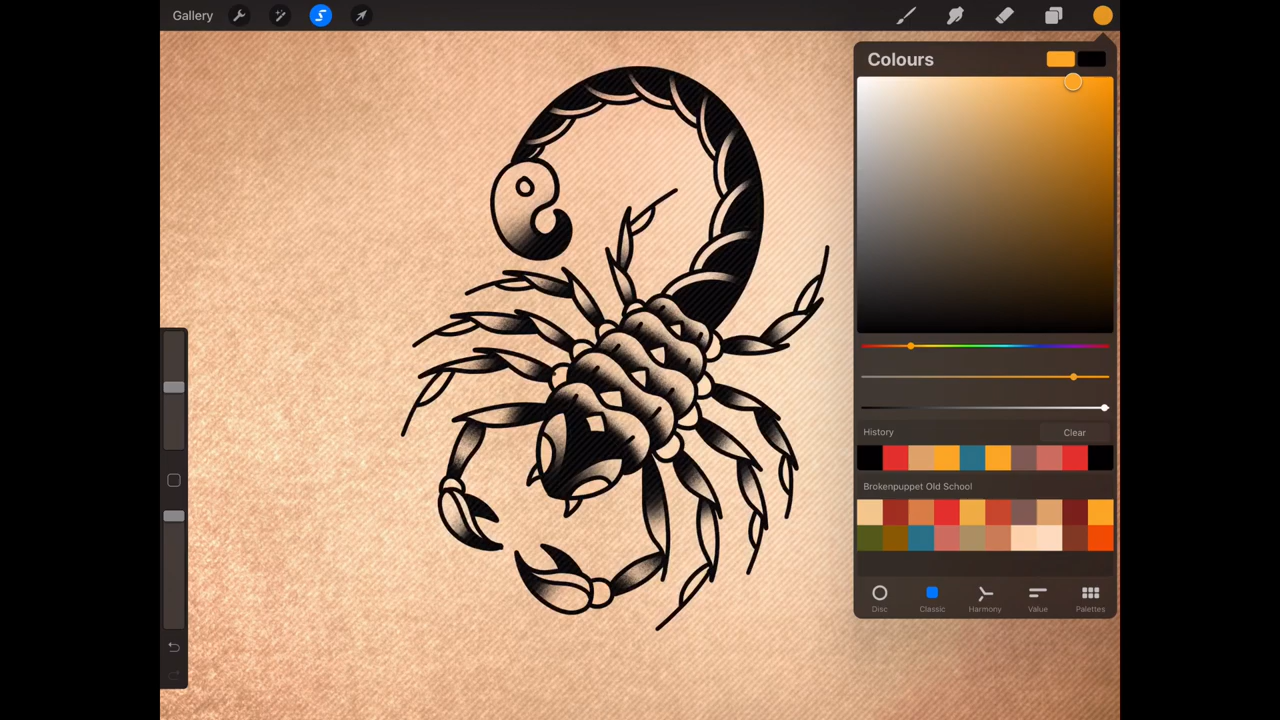 Gallery
Colours
History
Clear
Brokenpuppet Old School
Disc
Classic
Harmony
Value
Palettes